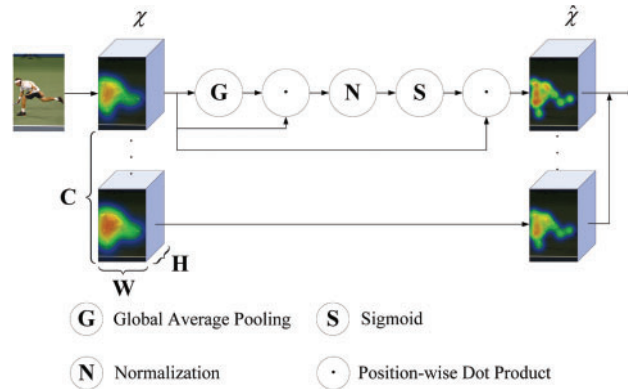 χ
χ̂
G · N S ·
C
H
W
G Global Average Pooling
S Sigmoid
N Normalization
· Position-wise Dot Product